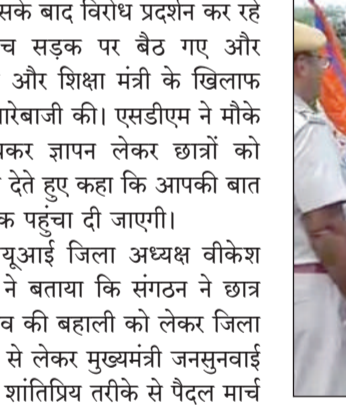 सके बाद विरोध प्रदर्शन कर रहे
च सड़क पर बैठ गए और
और शिक्षा मंत्री के खिलाफ
ारेबाजी की। एसडीएम ने मौके
कर ज्ञापन लेकर छात्रों को
देते हुए कहा कि आपकी बात
क पहुंचा दी जाएगी।
यूआई जिला अध्यक्ष वीकेश
ने बताया कि संगठन ने छात्र
व की बहाली को लेकर जिला
से लेकर मुख्यमंत्री जनसुनवाई
शांतिप्रिय तरीके से पैदल मार्च